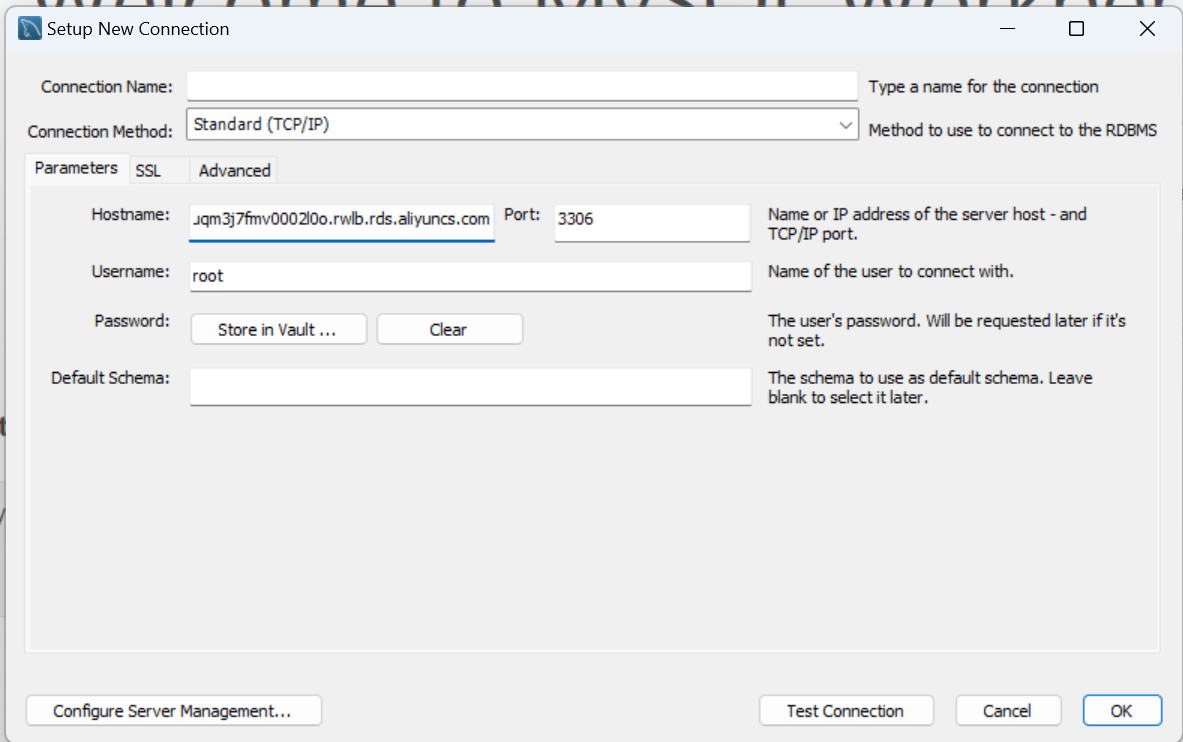 Setup New Connection
Connection Name:
Type a name for the connection
Connection Method:
Standard (TCP/IP)
Method to use to connect to the RDBMS
Parameters
SSL
Advanced
Hostname:
uqm3j7fmv0002l0o.rwlb.rds.aliyuncs.com
Port:
3306
Name or IP address of the server host - and
TCP/IP port.
Username:
root
Name of the user to connect with.
Password:
Store in Vault ...
Clear
The user's password. Will be requested later if it's
not set.
Default Schema:
The schema to use as default schema. Leave
blank to select it later.
Configure Server Management...
Test Connection
Cancel
OK